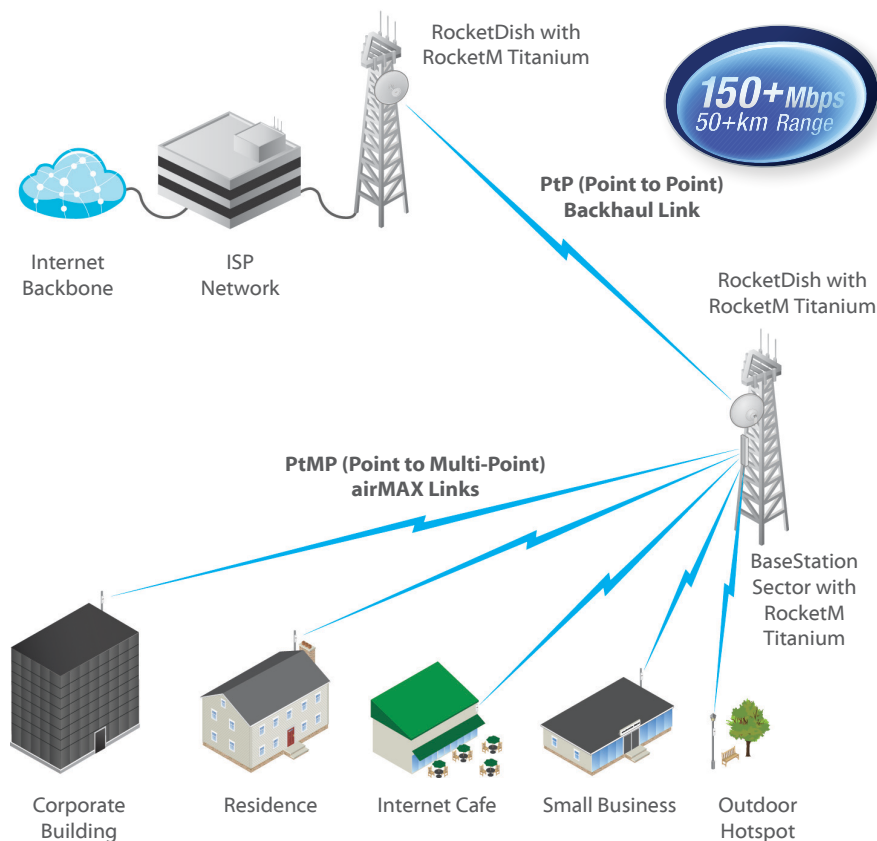 RocketDish with
RocketM Titanium
150+Mbps
50+km Range
PtP (Point to Point)
Backhaul Link
Internet
Backbone
ISP
Network
RocketDish with
RocketM Titanium
PtMP (Point to Multi-Point)
airMAX Links
BaseStation
Sector with
RocketM
Titanium
Corporate
Building
Residence
Internet Cafe
Small Business
Outdoor
Hotspot